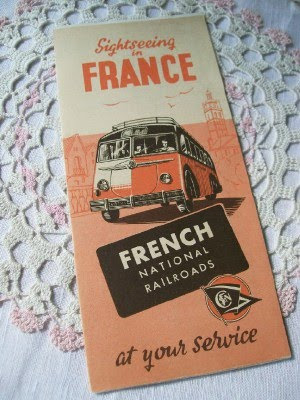 Sightseeing
in
FRANCE
FRENCH
NATIONAL
RAILROADS
at your service